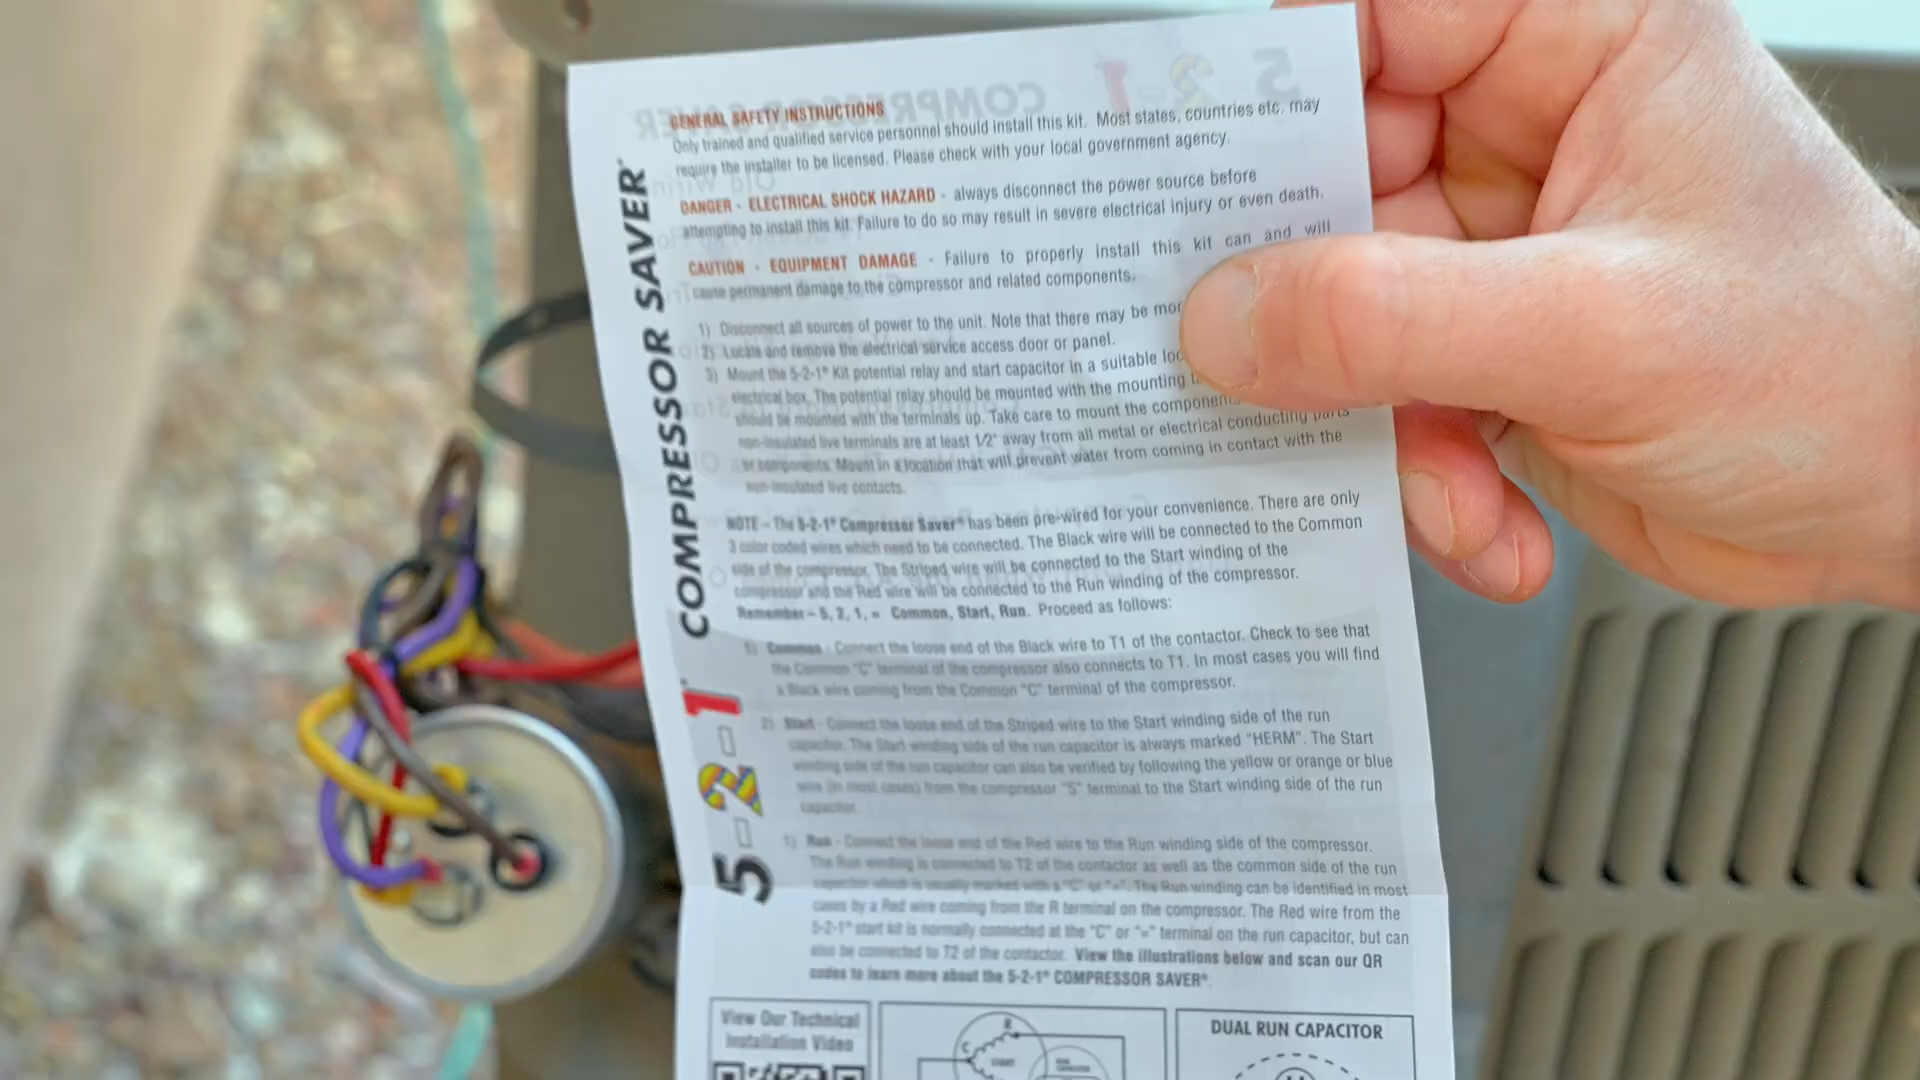 GENERAL SAFETY INSTRUCTIONS
Only trained and qualified service personnel should install this kit. Most states, countries etc. may
require the installer to be licensed. Please check with your local government agency.
DANGER - ELECTRICAL SHOCK HAZARD - always disconnect the power source before
attempting to install this kit. Failure to do so may result in severe electrical injury or even death.
CAUTION - EQUIPMENT DAMAGE - Failure to properly install this kit can and will
cause permanent damage to the compressor and related components.
1) Disconnect all sources of power to the unit. Note that there may be
2) Locate and remove the electrical service access door or panel.
3) Mount the 5-2-1® Kit potential relay and start capacitor in a suitable
electrical box. The potential relay should be mounted with the mounting
should be mounted with the terminals up. Take care to mount the
non-insulated live terminals are at least 1/2" away from all metal or electrical conducting parts
or components. Mount in a location that will prevent water from coming in contact with the
non-insulated live contacts.
NOTE – The 5-2-1® Compressor Saver® has been pre-wired for your convenience. There are only
3 color coded wires which need to be connected. The Black wire will be connected to the Common
side of the compressor. The Striped wire will be connected to the Start winding of the
compressor and the Red wire will be connected to the Run winding of the compressor.
Remember – 5, 2, 1, = Common, Start, Run. Proceed as follows:
5) Common - Connect the loose end of the Black wire to T1 of the contactor. Check to see that
the Common "C" terminal of the compressor also connects to T1. In most cases you will find
a Black wire coming from the Common "C" terminal of the compressor.
2) Start - Connect the loose end of the Striped wire to the Start winding side of the run
capacitor. The Start winding side of the run capacitor is always marked "HERM". The Start
winding side of the run capacitor can also be verified by following the yellow or orange or blue
wire (in most cases) from the compressor "S" terminal to the Start winding side of the run
capacitor.
1) Run - Connect the loose end of the Red wire to the Run winding side of the compressor.
The Run winding is connected to T2 of the contactor as well as the common side of the run
capacitor which is usually marked with a "C" or "=". The Run winding can be identified in most
cases by a Red wire coming from the R terminal on the compressor. The Red wire from the
5-2-1® start kit is normally connected at the "C" or "=" terminal on the run capacitor, but can
also be connected to T2 of the contactor. View the illustrations below and scan our QR
codes to learn more about the 5-2-1® COMPRESSOR SAVER®.
5-2-1® COMPRESSOR SAVER®
View Our Technical
Installation Video
R
C
START
DUAL RUN CAPACITOR